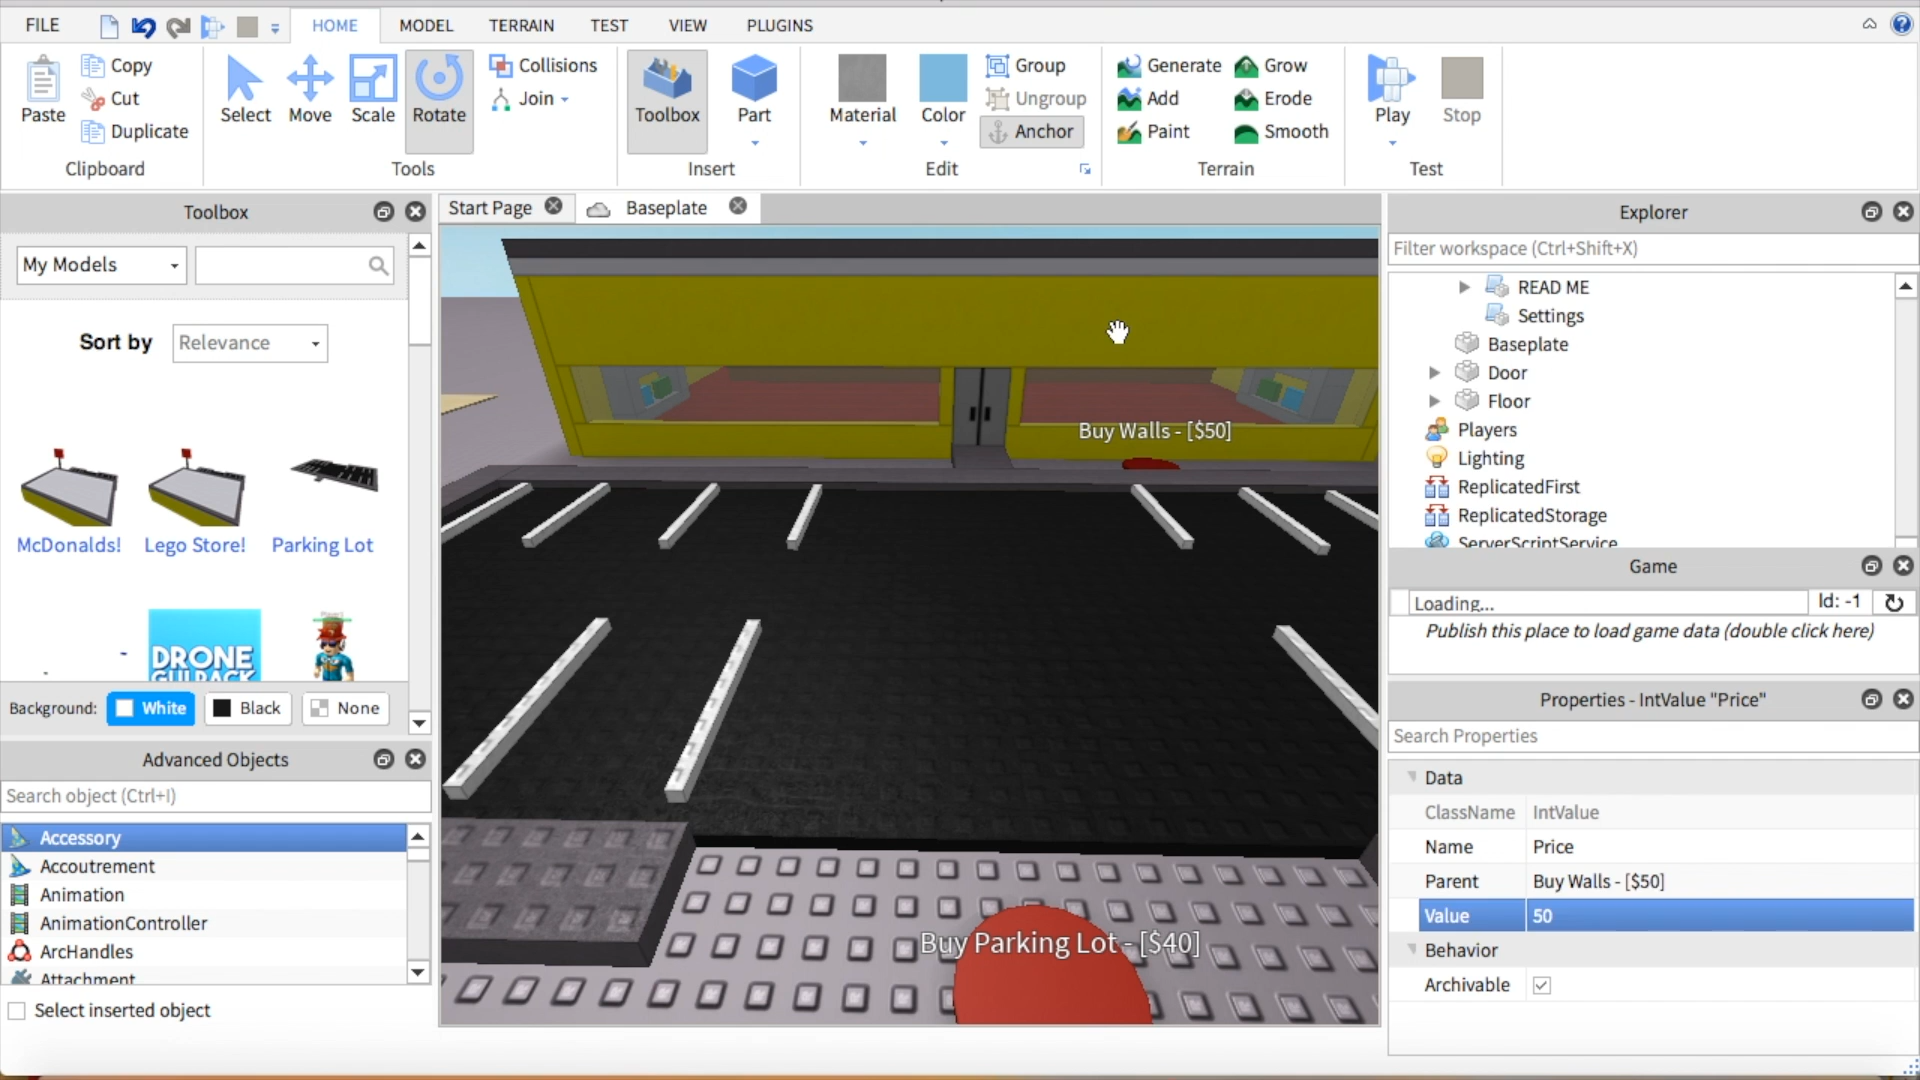 FILE
HOME
MODEL
TERRAIN
TEST
VIEW
PLUGINS
Paste
Copy
Cut
Duplicate
Clipboard
Select
Move
Scale
Rotate
Collisions
Join
Tools
Toolbox
Part
Insert
Material
Color
Group
Ungroup
Anchor
Edit
Generate
Add
Paint
Grow
Erode
Smooth
Terrain
Play
Stop
Test
Toolbox
My Models
Sort by
Relevance
McDonalds!
Lego Store!
Parking Lot
DRONE
GUI PACK
Background:
White
Black
None
Advanced Objects
Search object (Ctrl+I)
Accessory
Accoutrement
Animation
AnimationController
ArcHandles
Attachment
Select inserted object
Start Page
Baseplate
Buy Walls - [$50]
Buy Parking Lot - [$40]
Explorer
Filter workspace (Ctrl+Shift+X)
READ ME
Settings
Baseplate
Door
Floor
Players
Lighting
ReplicatedFirst
ReplicatedStorage
ServerScriptService
Game
Loading...
Id: -1
Publish this place to load game data (double click here)
Properties - IntValue "Price"
Search Properties
Data
ClassName IntValue
Name Price
Parent Buy Walls - [$50]
Value 50
Behavior
Archivable